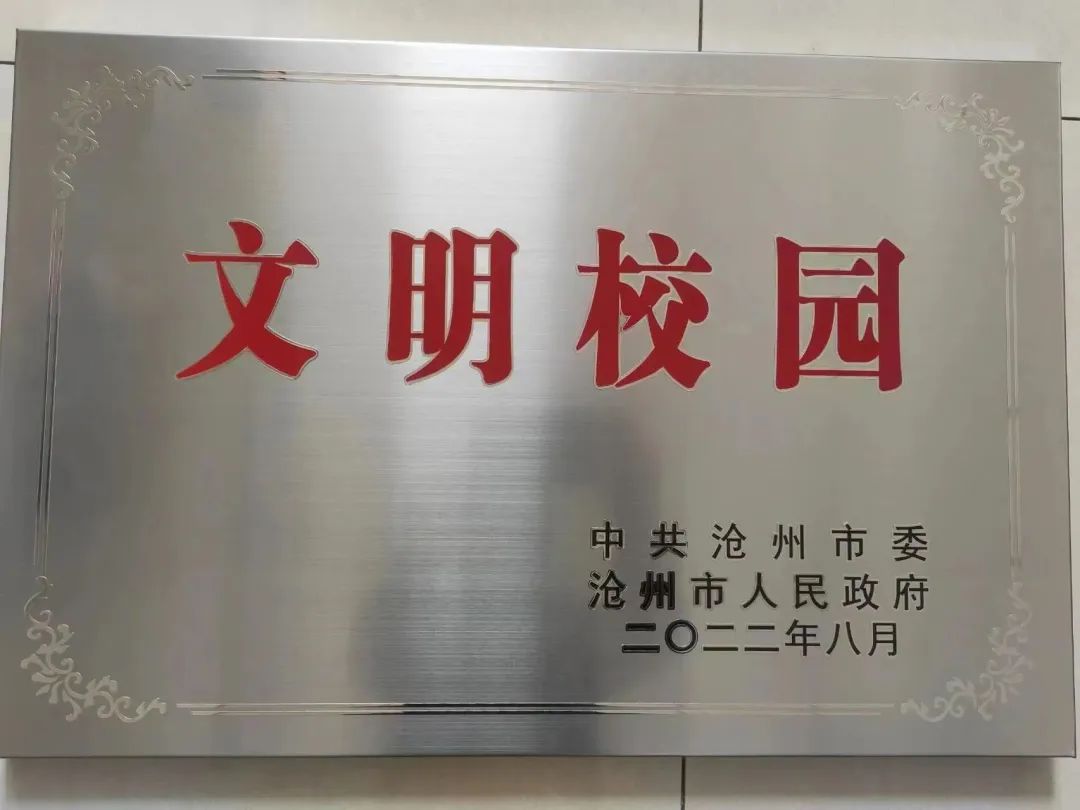 文明校园
中共沧州市委
沧州市人民政府
二〇二二年八月